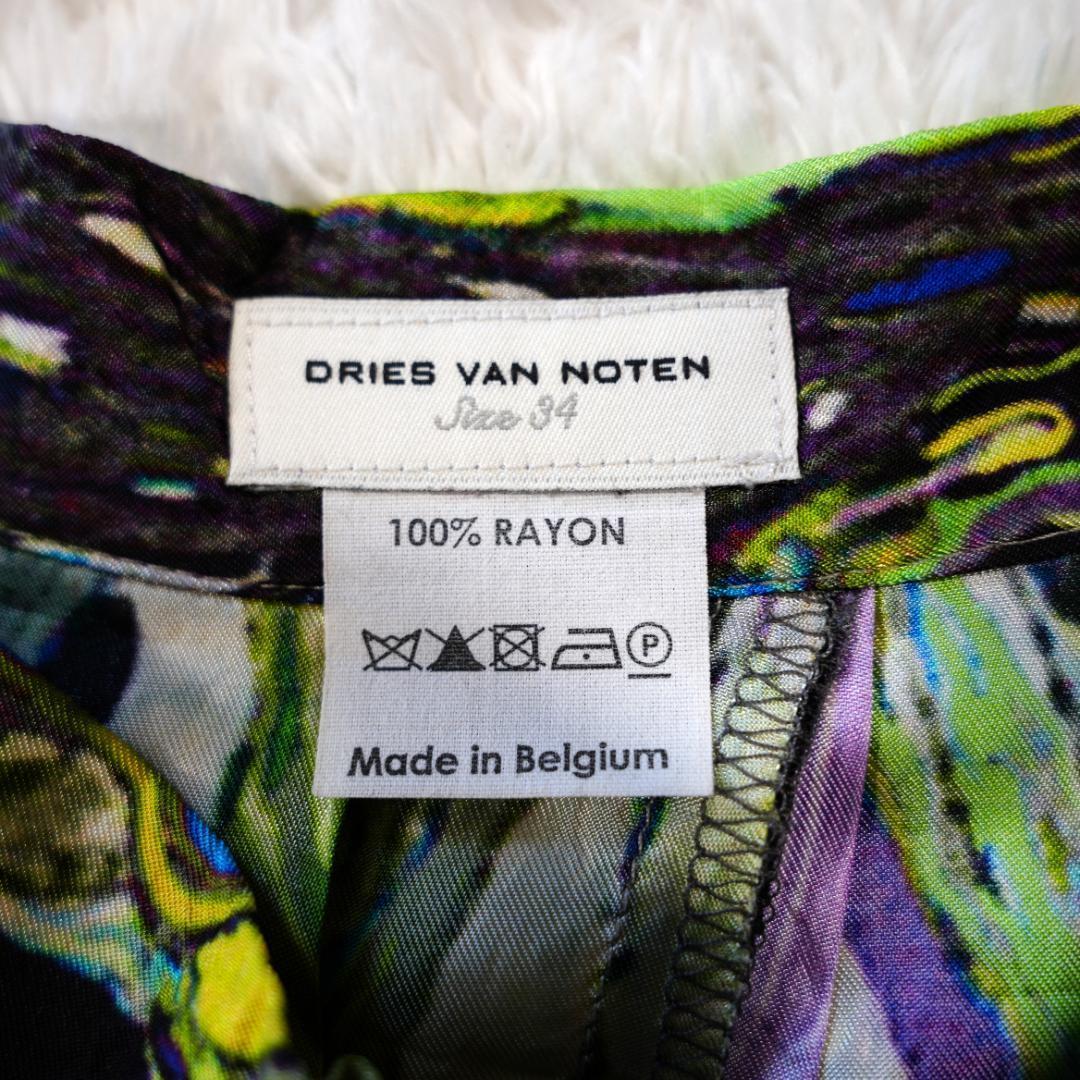 DRIES VAN NOTEN
Size 34
100% RAYON
P
Made in Belgium